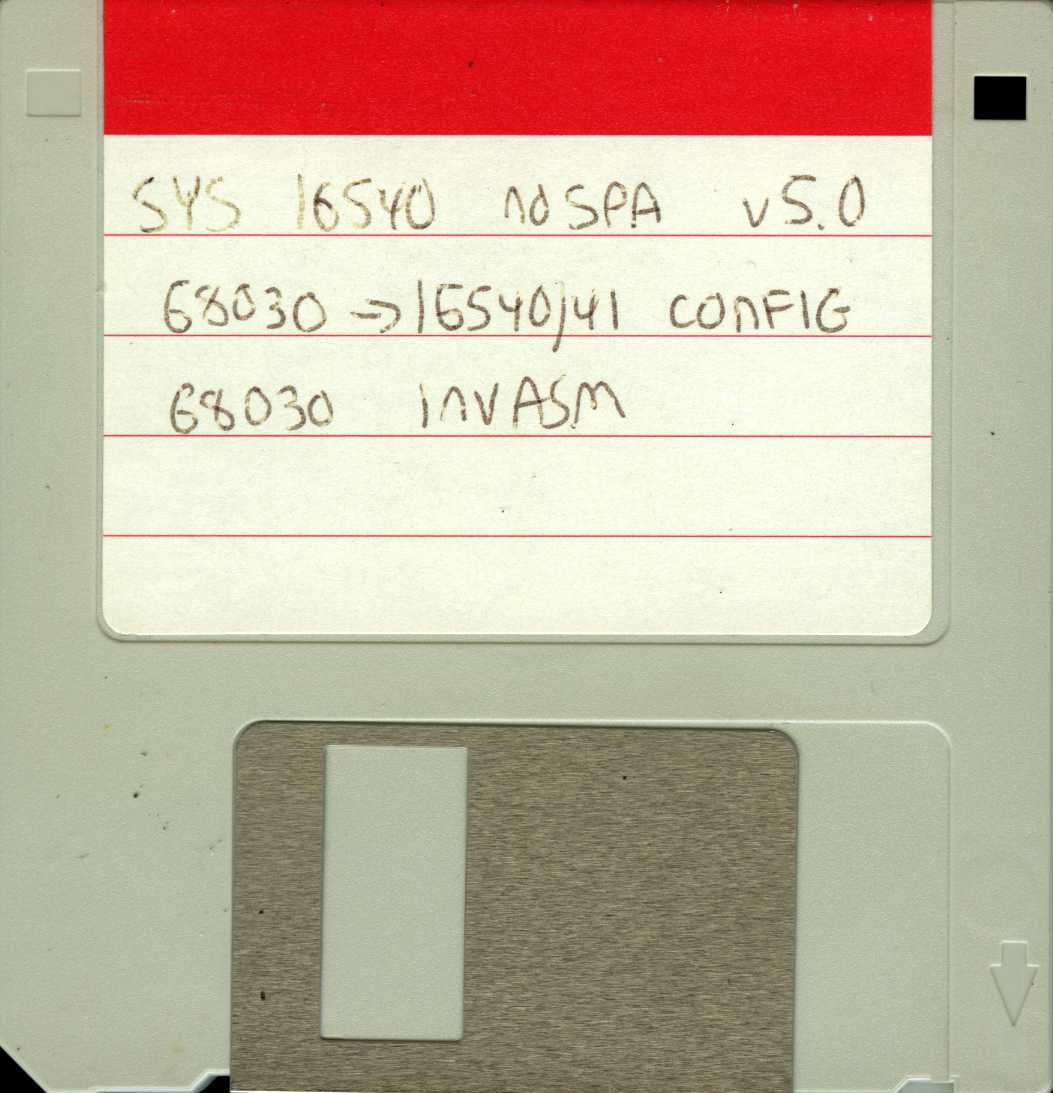 SYS 16540 noSPA v5.0
68030 → 16540/41 CONFIG
68030 INVASM